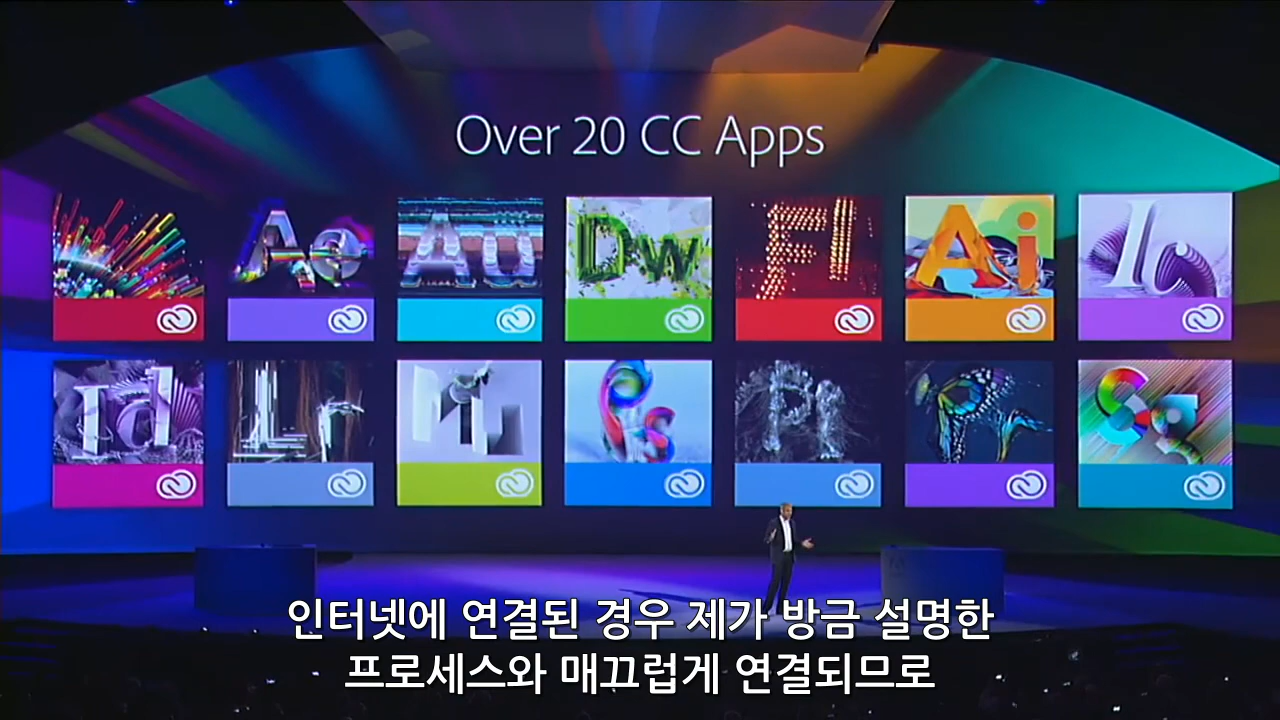 Over 20 CC Apps
Ae
Au
Dw
Fl
Ai
Ic
Id
Lr
Mu
Ps
Pl
Pr
Sg
인터넷에 연결된 경우 제가 방금 설명한
프로세스와 매끄럽게 연결되므로